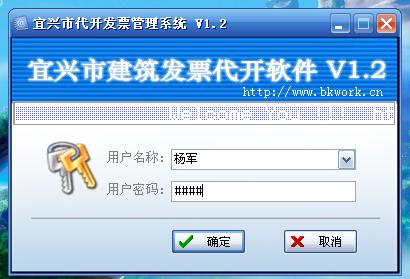 宜兴市代开发票管理系统 V1.2
宜兴市建筑发票代开软件 V1.2
http://www.bkwork.cn
Welcome You !!!
用户名称： 杨军
用户密码： ####
确定 取消